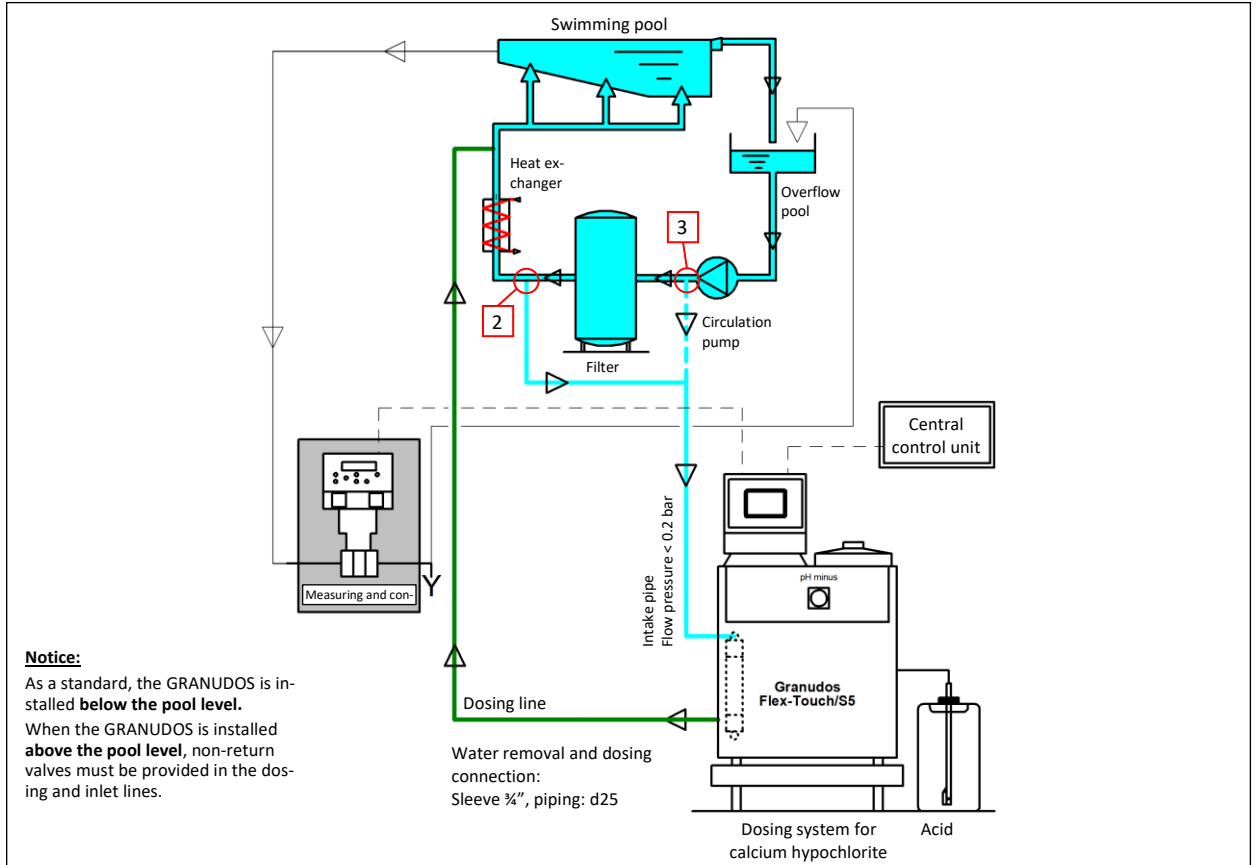 Swimming pool
Heat ex-
changer
Overflow
pool
3
2
Circulation
pump
Filter
Central
control unit
Intake pipe
Flow pressure < 0.2 bar
pH minus
Measuring and con-
Y
Notice:
As a standard, the GRANUDOS is in-
stalled below the pool level.
When the GRANUDOS is installed
above the pool level, non-return
valves must be provided in the dos-
ing and inlet lines.
Dosing line
Granudos
Flex-Touch/S5
Water removal and dosing
connection:
Sleeve ¾”, piping: d25
Dosing system for
calcium hypochlorite
Acid